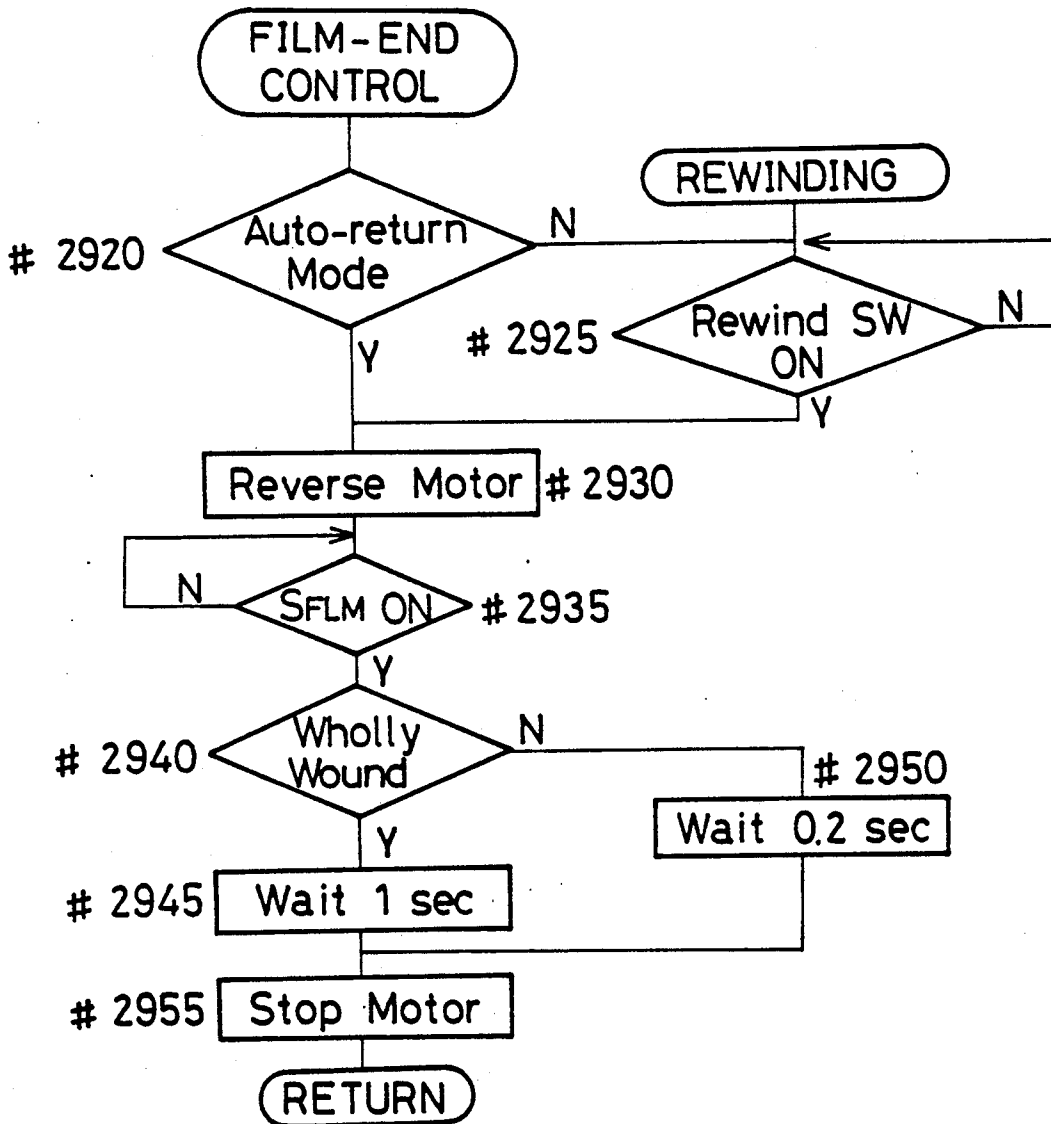 FILM-END
CONTROL
REWINDING
# 2920
Auto-return
Mode
N
Y
# 2925
Rewind SW
ON
N
Y
Reverse Motor
# 2930
N
SFLM ON
# 2935
Y
# 2940
Wholly
Wound
N
Y
# 2950
Wait 0.2 sec
# 2945
Wait 1 sec
# 2955
Stop Motor
RETURN